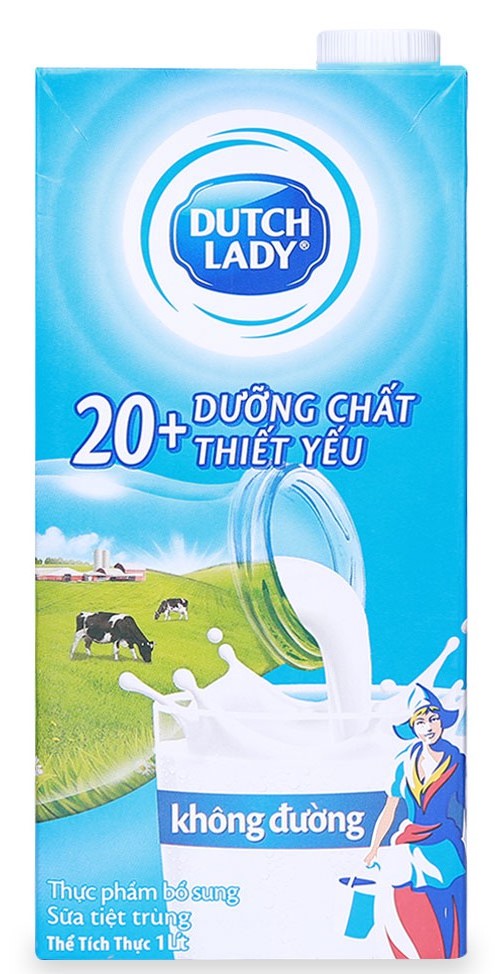 DUTCH
LADY®
20+ DƯỠNG CHẤT
THIẾT YẾU
không đường
Thực phẩm bổ sung
Sữa tiệt trùng
Thể Tích Thực 1 Lít